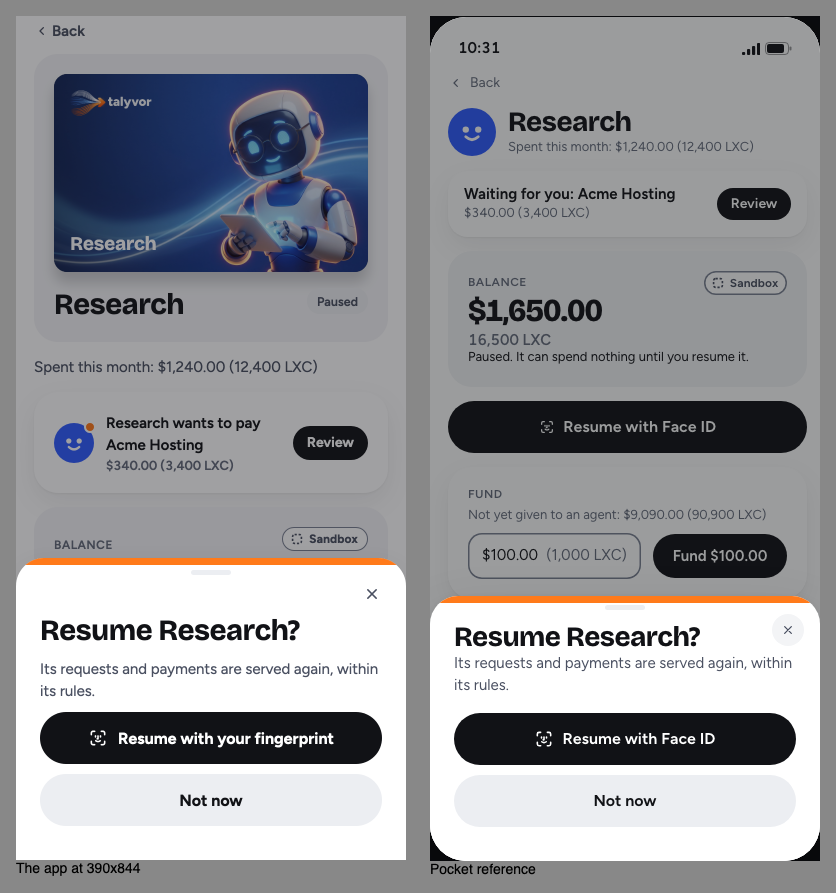 Back
talyvor
Research
Research
Paused
Spent this month: $1,240.00 (12,400 LXC)
Research wants to pay
Acme Hosting
$340.00 (3,400 LXC)
Review
BALANCE
Sandbox
Resume Research?
Its requests and payments are served again, within
its rules.
Resume with your fingerprint
Not now
The app at 390x844
10:31
Back
Research
Spent this month: $1,240.00 (12,400 LXC)
Waiting for you: Acme Hosting
$340.00 (3,400 LXC)
Review
BALANCE
Sandbox
$1,650.00
16,500 LXC
Paused. It can spend nothing until you resume it.
Resume with Face ID
FUND
Not yet given to an agent: $9,090.00 (90,900 LXC)
$100.00 (1,000 LXC)
Fund $100.00
Resume Research?
Its requests and payments are served again, within
its rules.
Resume with Face ID
Not now
Pocket reference